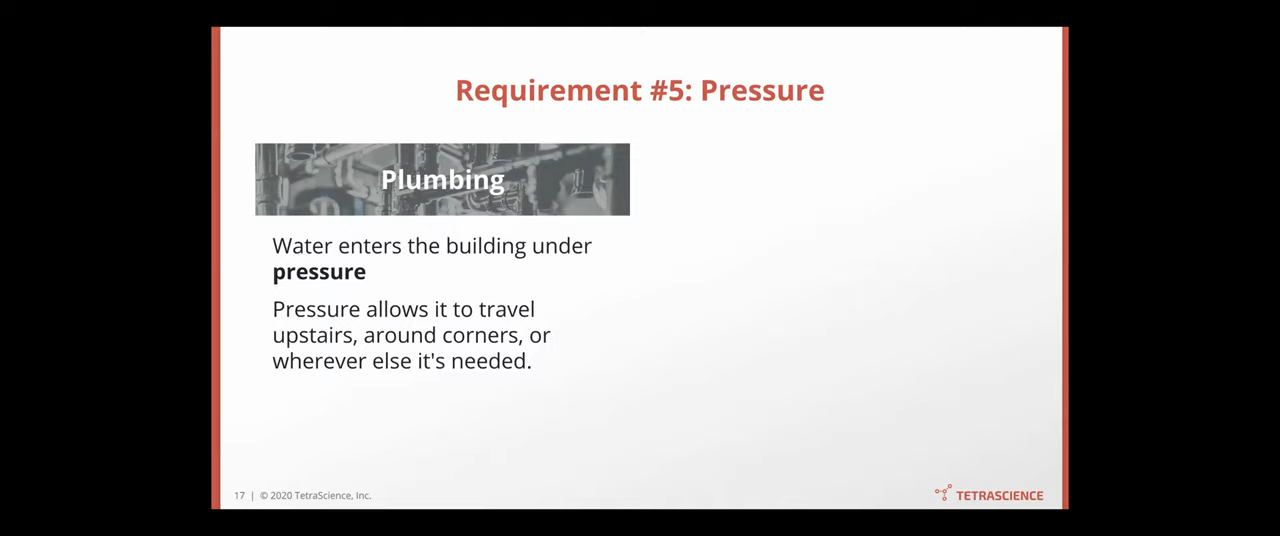 Requirement #5: Pressure
Plumbing
Water enters the building under
pressure
Pressure allows it to travel
upstairs, around corners, or
wherever else it's needed.
17 | © 2020 TetraScience, Inc.
TETRASCIENCE